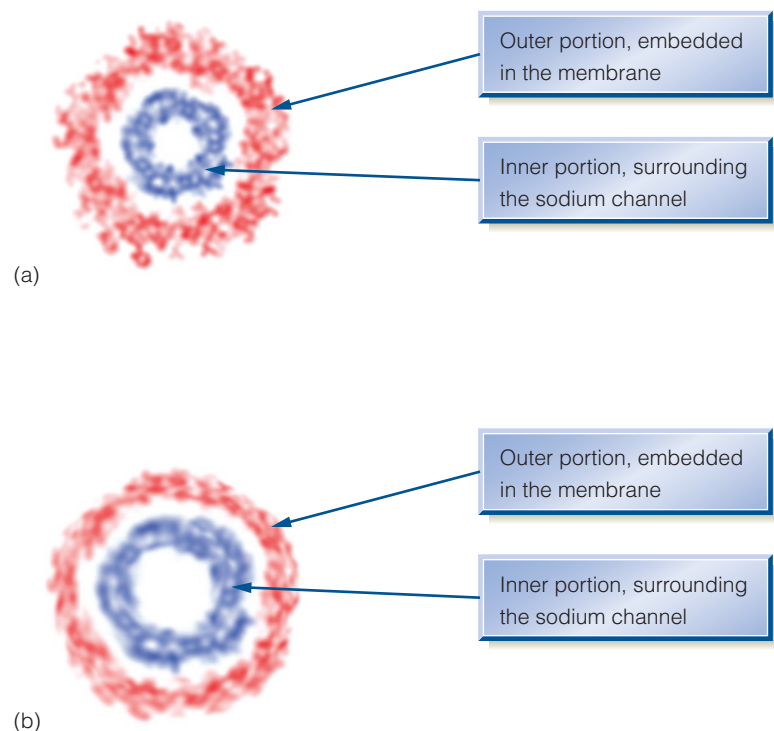 Outer portion, embedded
in the membrane
Inner portion, surrounding
the sodium channel
(a)
Outer portion, embedded
in the membrane
Inner portion, surrounding
the sodium channel
(b)